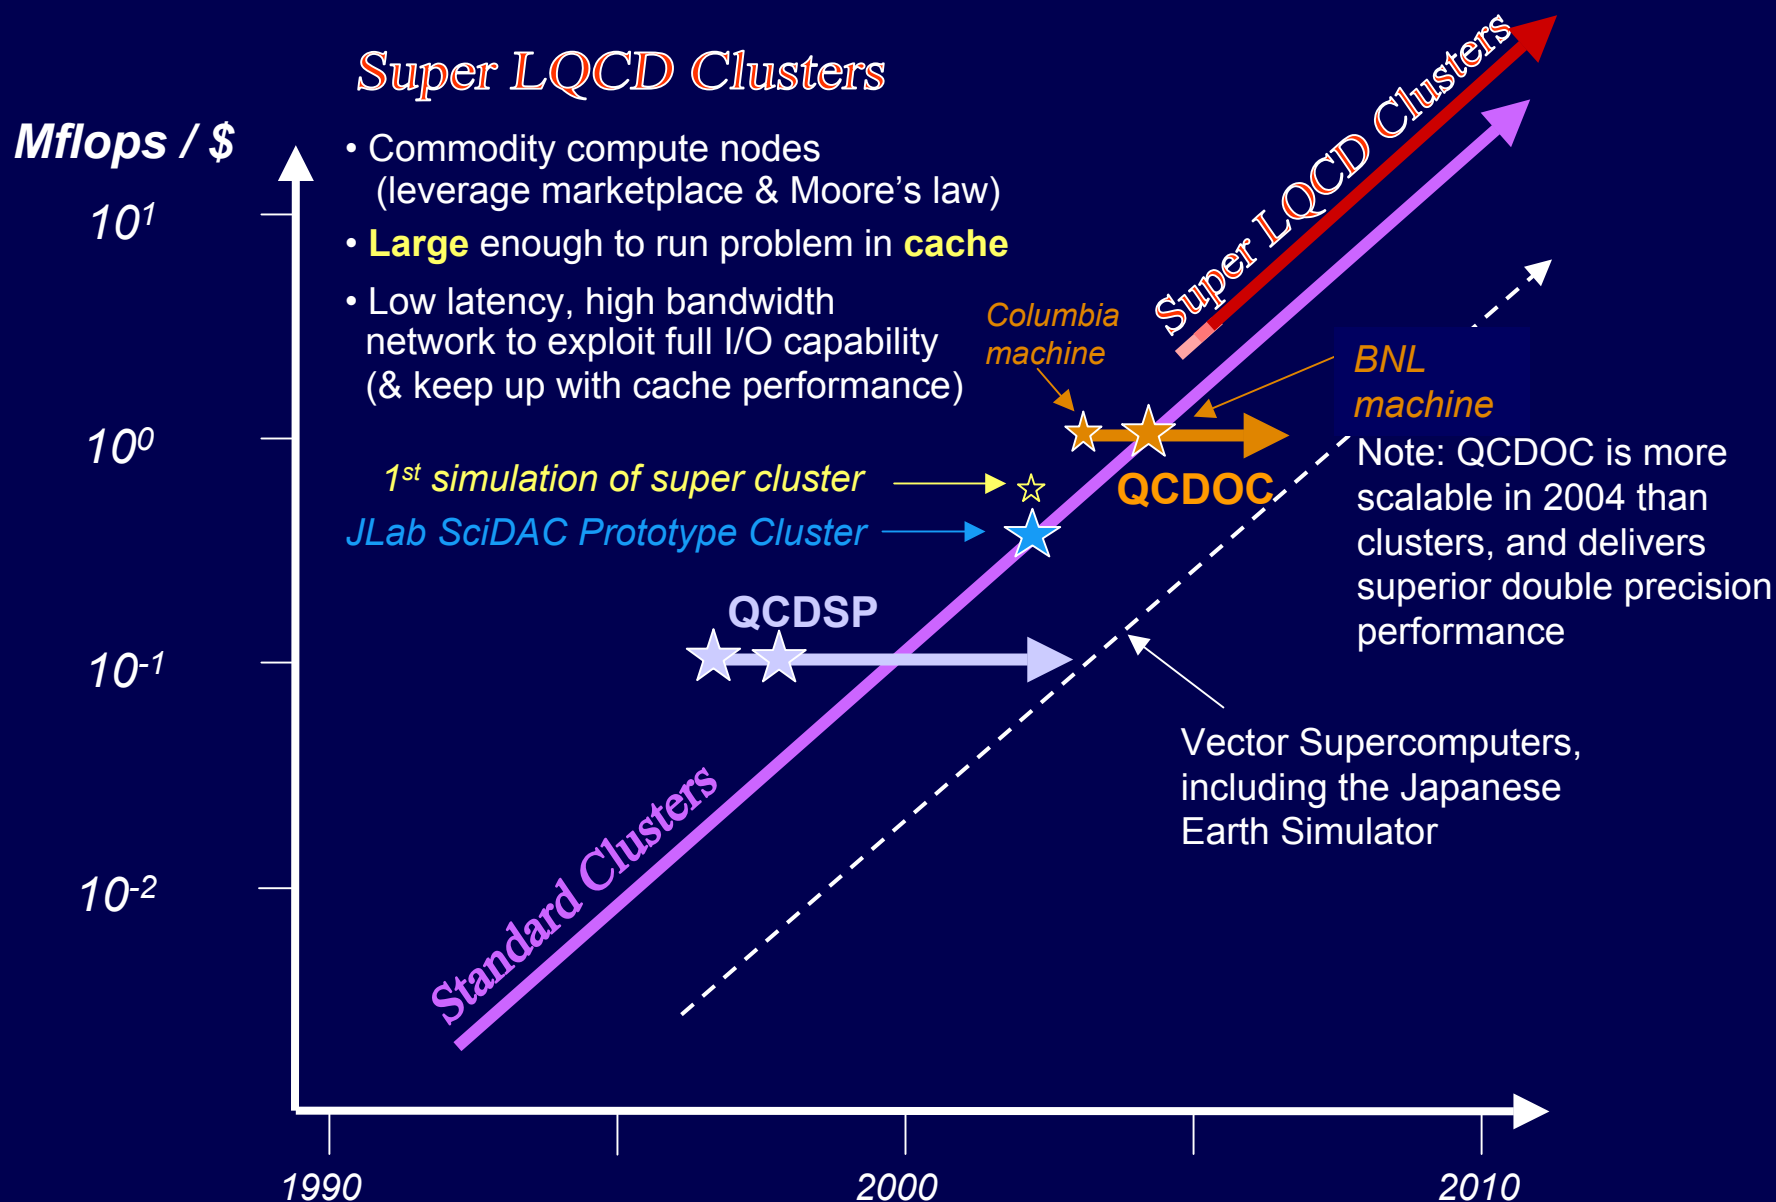 Super LQCD Clusters
Mflops / $
• Commodity compute nodes
(leverage marketplace & Moore’s law)
• Large enough to run problem in cache
• Low latency, high bandwidth
network to exploit full I/O capability
(& keep up with cache performance)
10¹
10⁰
10⁻¹
10⁻²
Super LQCD Clusters
Columbia
machine
BNL
machine
1st simulation of super cluster
JLab SciDAC Prototype Cluster
QCDOC
Note: QCDOC is more
scalable in 2004 than
clusters, and delivers
superior double precision
performance
QCDSP
Vector Supercomputers,
including the Japanese
Earth Simulator
Standard Clusters
1990
2000
2010